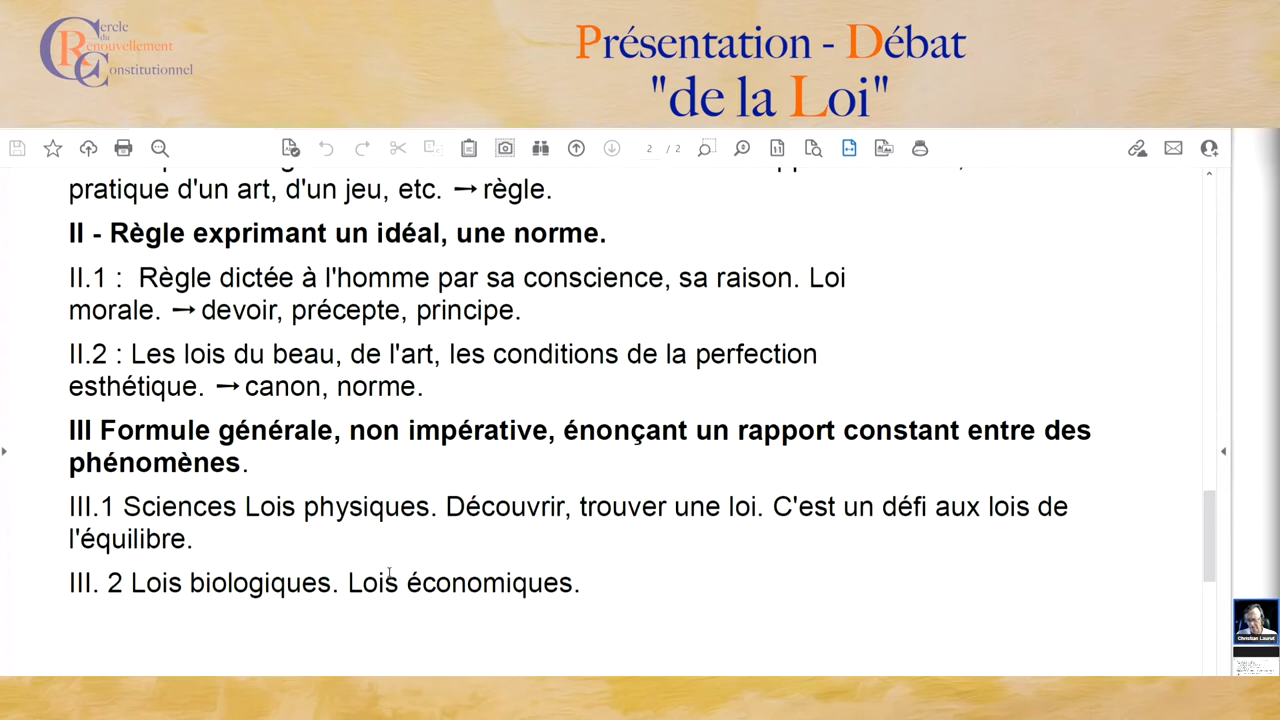 Cercle
du
Renouvellement
Constitutionnel
Présentation - Débat
"de la Loi"
2 / 2
pratique d'un art, d'un jeu, etc. → règle.
II - Règle exprimant un idéal, une norme.
II.1 : Règle dictée à l'homme par sa conscience, sa raison. Loi
morale. → devoir, précepte, principe.
II.2 : Les lois du beau, de l'art, les conditions de la perfection
esthétique. → canon, norme.
III Formule générale, non impérative, énonçant un rapport constant entre des
phénomènes.
III.1 Sciences Lois physiques. Découvrir, trouver une loi. C'est un défi aux lois de
l'équilibre.
III. 2 Lois biologiques. Lois économiques.
Christian Laurut